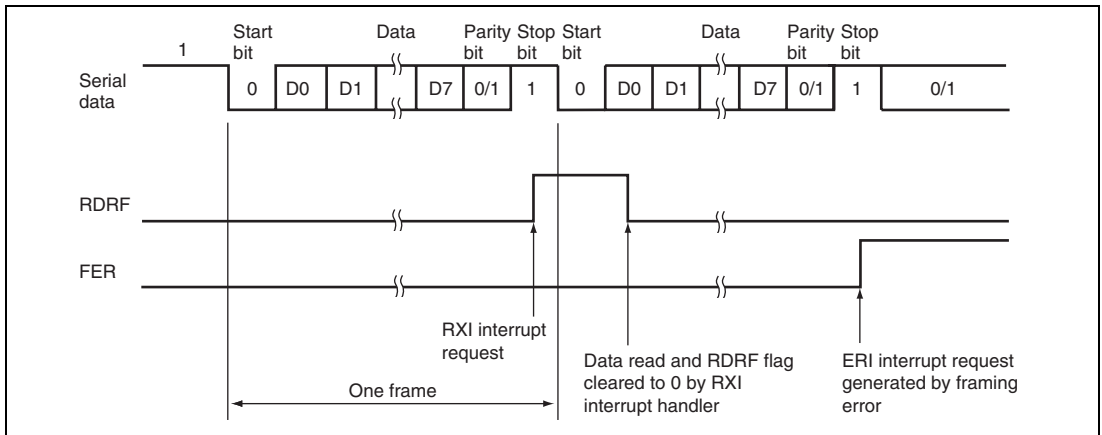 Start Data Parity Stop Start Data Parity Stop
1 bit bit bit bit bit bit
Serial data
0 D0 D1 D7 0/1 1 0 D0 D1 D7 0/1 1 0/1
RDRF
FER
RXI interrupt
request
Data read and RDRF flag
cleared to 0 by RXI
interrupt handler
ERI interrupt request
generated by framing
error
One frame